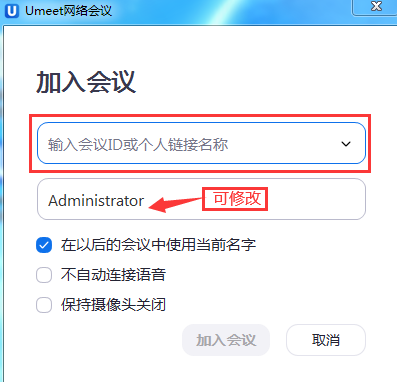 Umeet网络会议
加入会议
输入会议ID或个人链接名称
Administrator
可修改
在以后的会议中使用当前名字
不自动连接语音
保持摄像头关闭
加入会议
取消